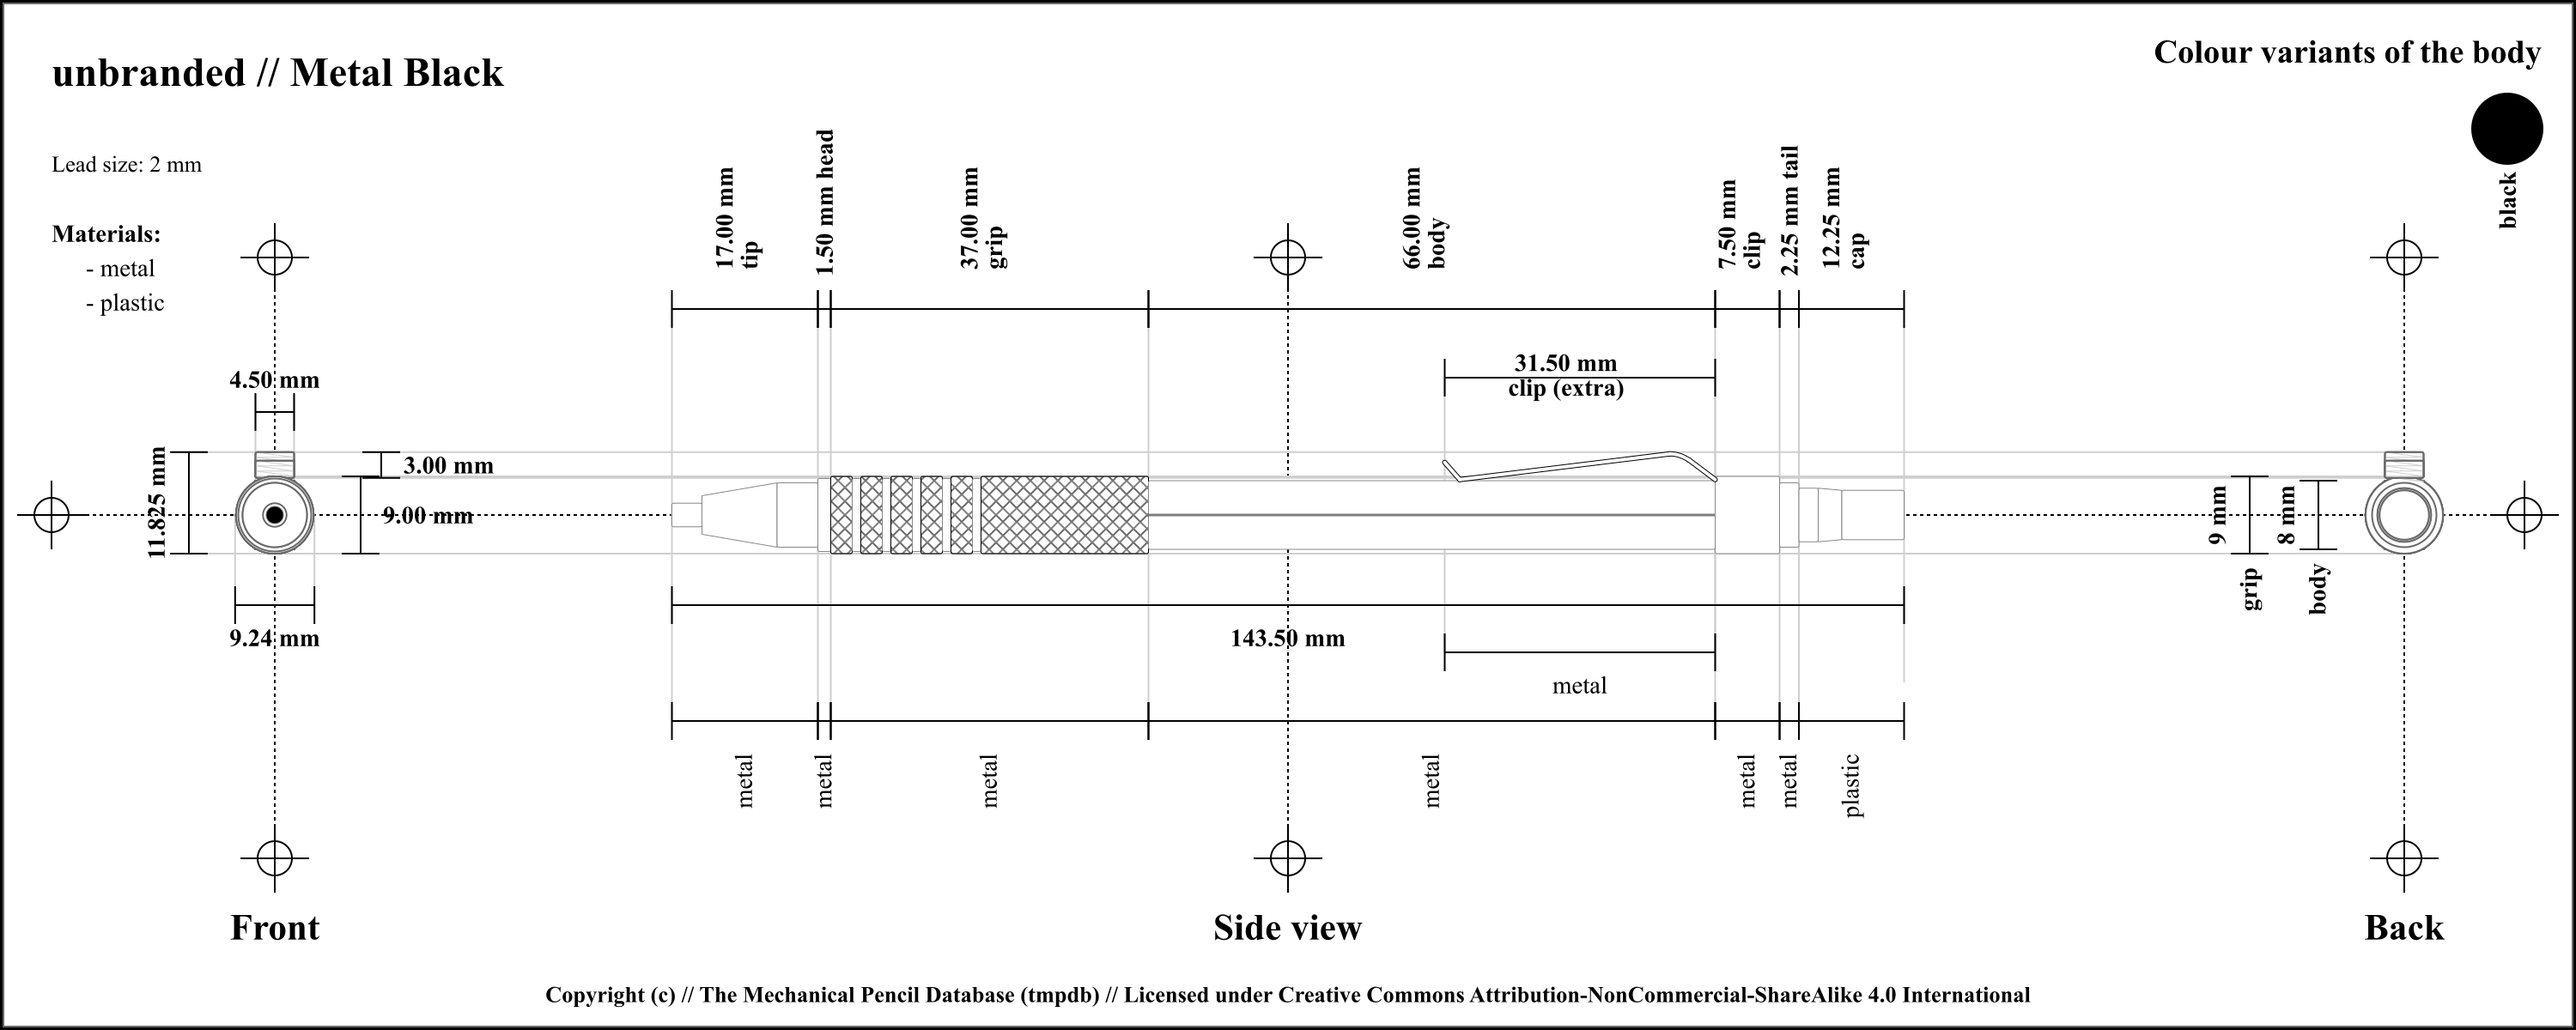 unbranded // Metal Black
Colour variants of the body
black
Lead size: 2 mm
Materials:
- metal
- plastic
17.00 mm
tip
1.50 mm head
37.00 mm
grip
66.00 mm
body
7.50 mm
clip
2.25 mm tail
12.25 mm
cap
31.50 mm
clip (extra)
4.50 mm
11.825 mm
3.00 mm
9.00 mm
9.24 mm
9 mm
grip
8 mm
body
143.50 mm
metal
metal
metal
metal
metal
metal
metal
plastic
Front
Side view
Back
Copyright (c) // The Mechanical Pencil Database (tmpdb) // Licensed under Creative Commons Attribution-NonCommercial-ShareAlike 4.0 International